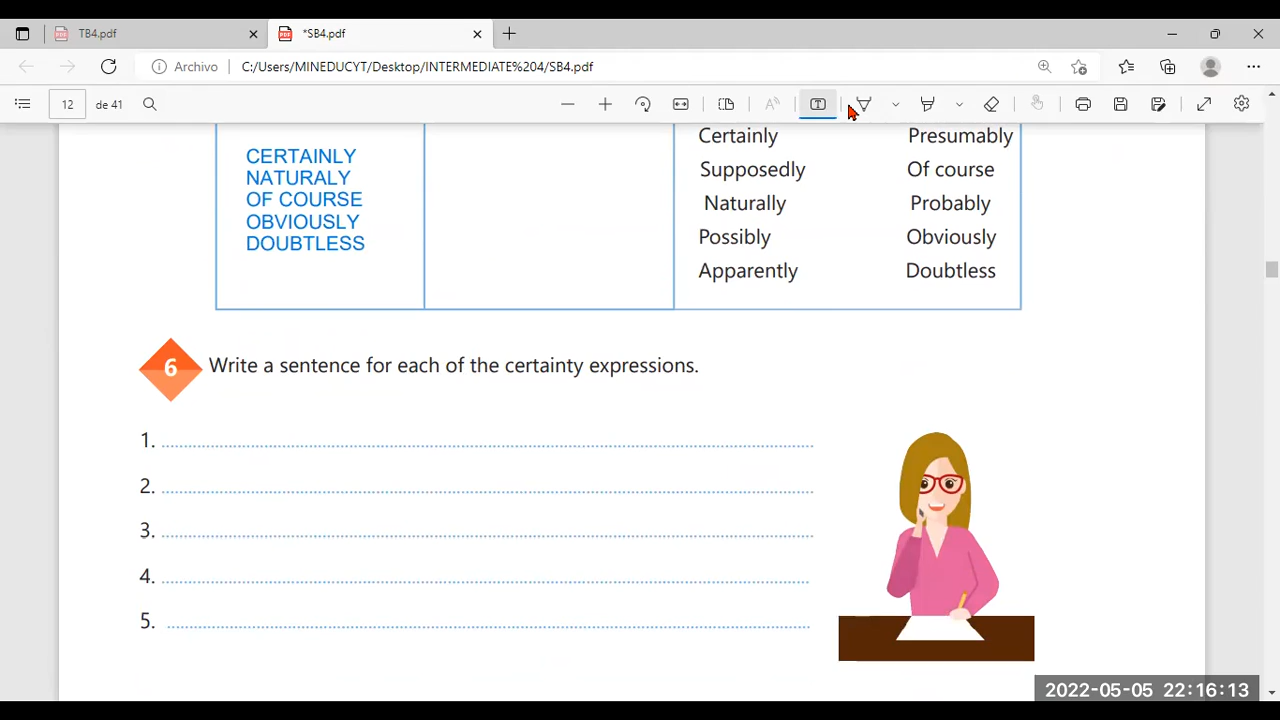 TB4.pdf
*SB4.pdf
Archivo
C:/Users/MINEDUCYT/Desktop/INTERMEDIATE%204/SB4.pdf
12 de 41
CERTAINLY
NATURALY
OF COURSE
OBVIOUSLY
DOUBTLESS
Certainly Presumably
Supposedly Of course
Naturally Probably
Possibly Obviously
Apparently Doubtless
6 Write a sentence for each of the certainty expressions.
1.
2.
3.
4.
5.
2022-05-05 22:16:13